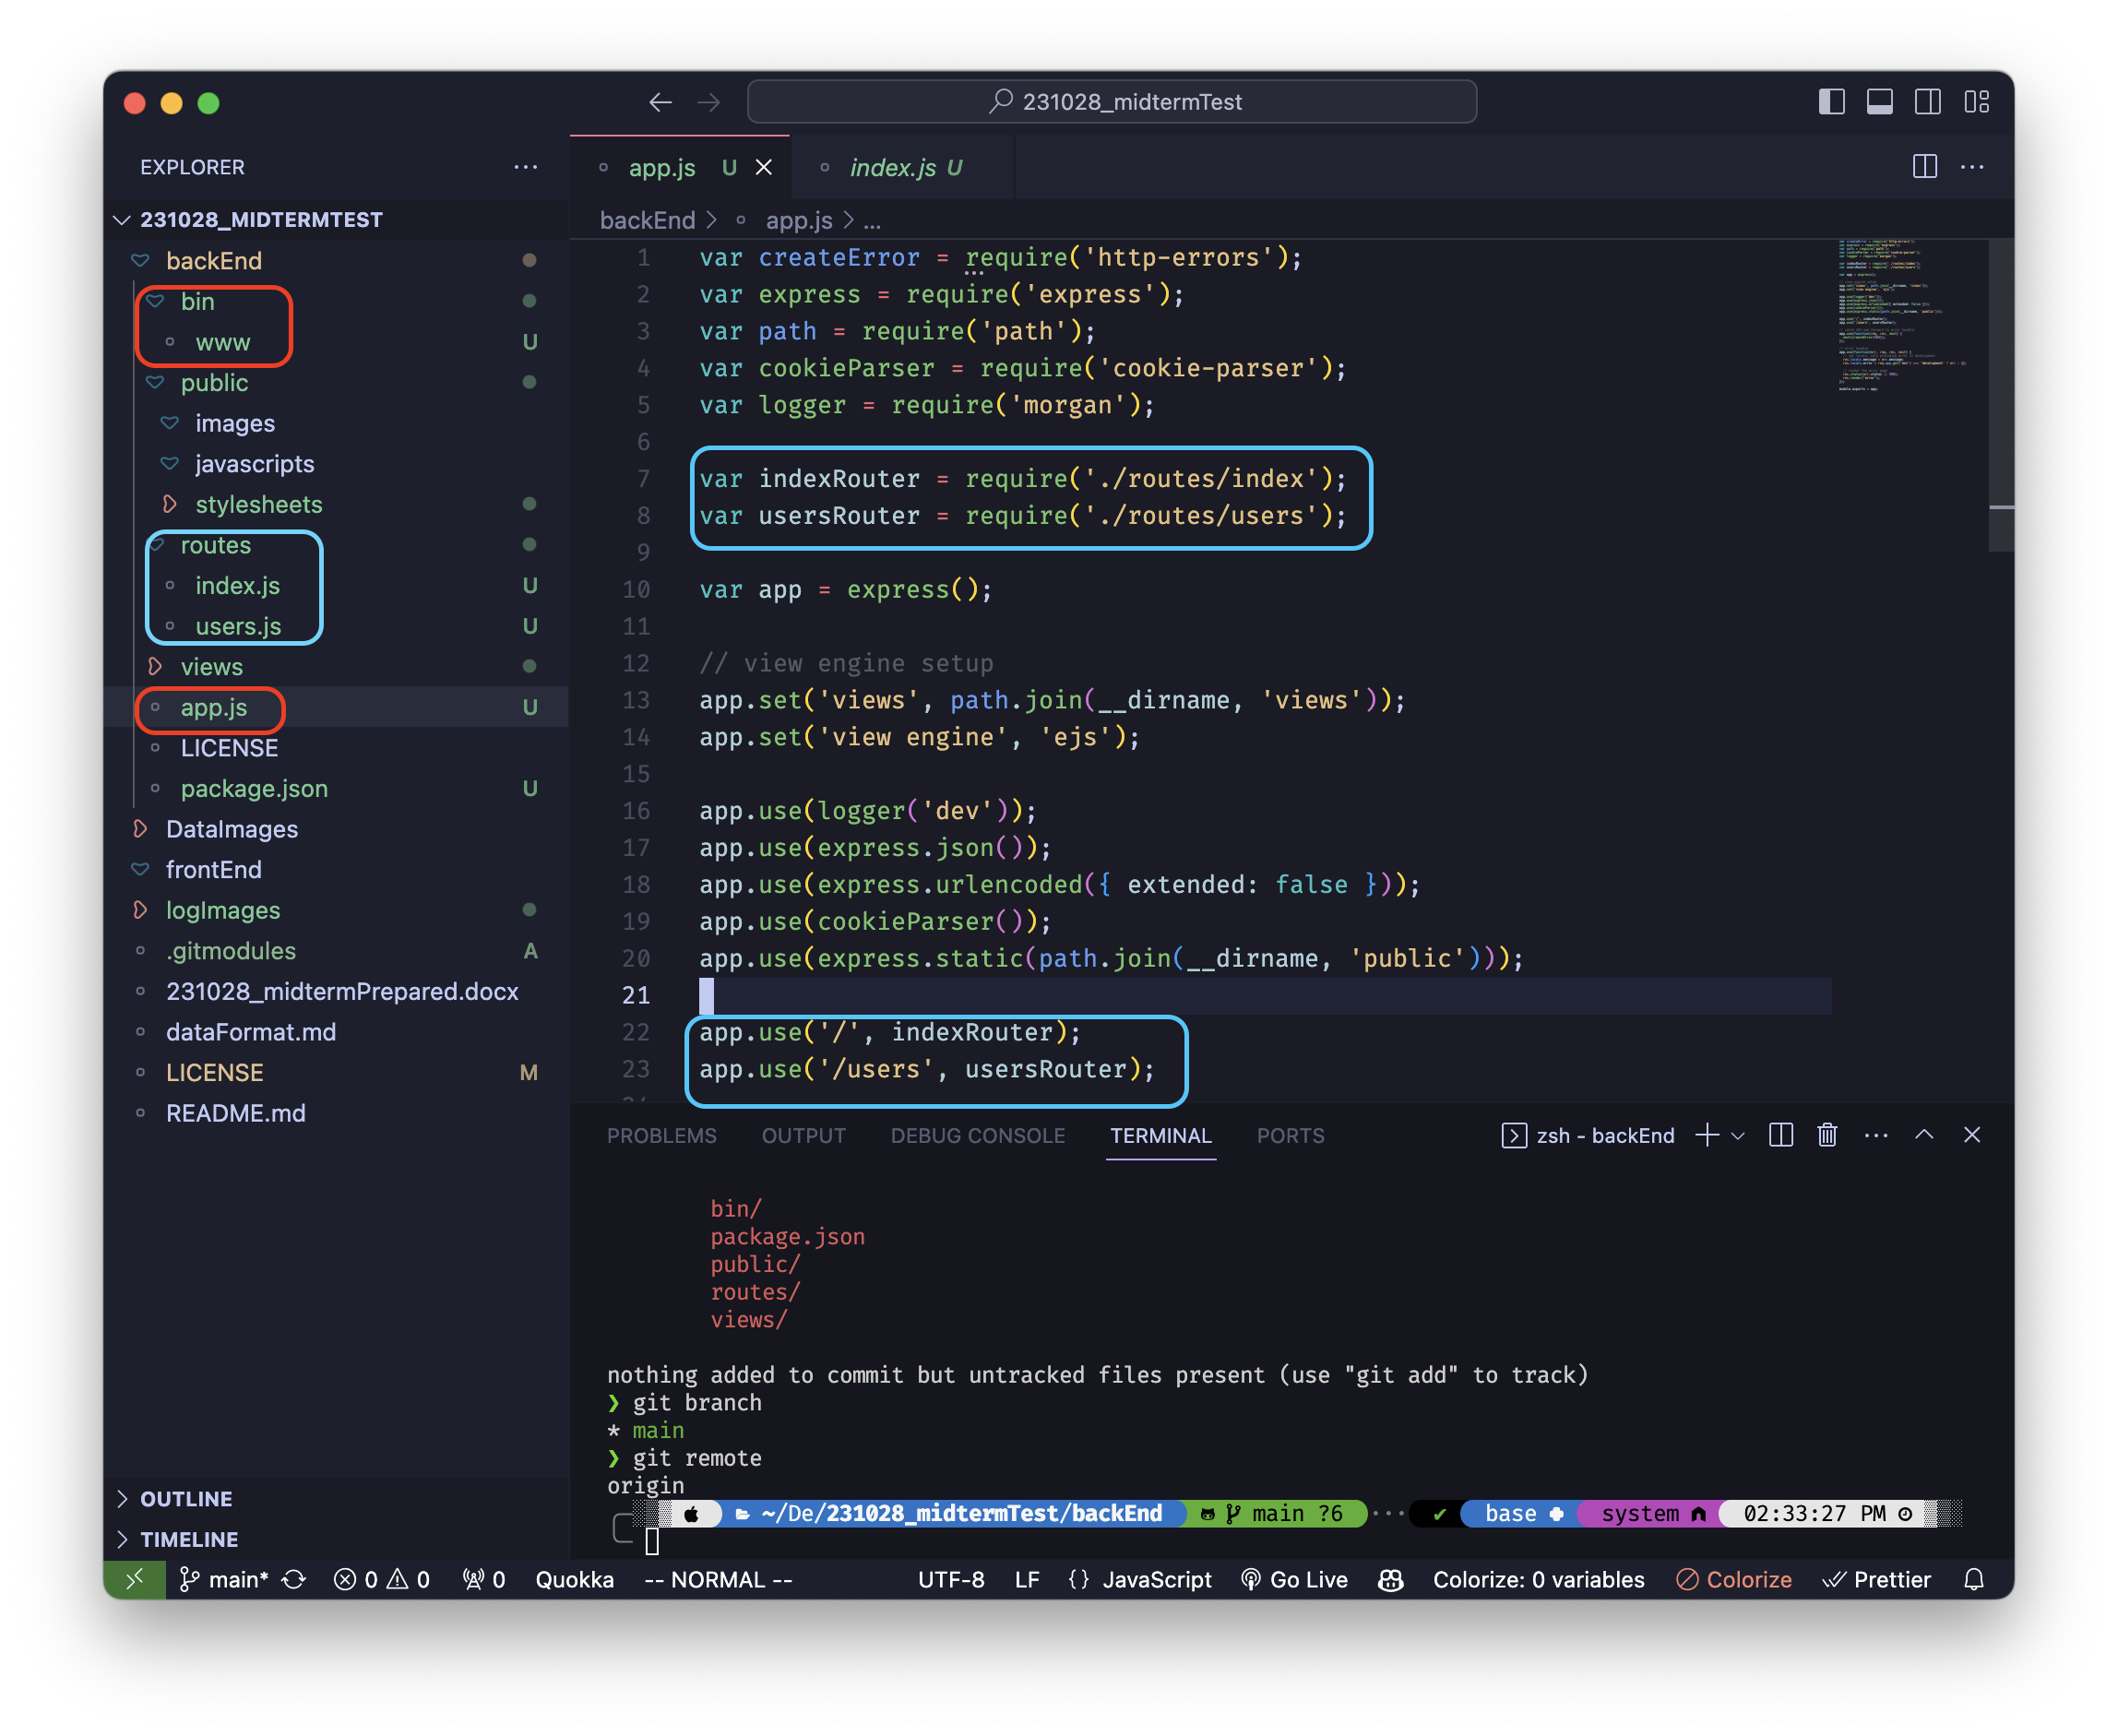 231028_midtermTest
EXPLORER
231028_MIDTERMTEST
backEnd
bin
www U
public
images
javascripts
stylesheets
routes
index.js U
users.js U
views
app.js U
LICENSE
package.json U
DataImages
frontEnd
logImages
.gitmodules A
231028_midtermPrepared.docx
dataFormat.md
LICENSE M
README.md
OUTLINE
TIMELINE
app.js U
index.js U
backEnd > app.js > ...
1 var createError = require('http-errors');
2 var express = require('express');
3 var path = require('path');
4 var cookieParser = require('cookie-parser');
5 var logger = require('morgan');
6
7 var indexRouter = require('./routes/index');
8 var usersRouter = require('./routes/users');
9
10 var app = express();
11
12 // view engine setup
13 app.set('views', path.join(__dirname, 'views'));
14 app.set('view engine', 'ejs');
15
16 app.use(logger('dev'));
17 app.use(express.json());
18 app.use(express.urlencoded({ extended: false }));
19 app.use(cookieParser());
20 app.use(express.static(path.join(__dirname, 'public')));
21
22 app.use('/', indexRouter);
23 app.use('/users', usersRouter);
PROBLEMS OUTPUT DEBUG CONSOLE TERMINAL PORTS zsh - backEnd
bin/
package.json
public/
routes/
views/
nothing added to commit but untracked files present (use "git add" to track)
❯ git branch
* main
❯ git remote
origin
~/De/231028_midtermTest/backEnd main ?6 ··· ✔ base system 02:33:27 PM
main* 0 0 0 Quokka -- NORMAL -- UTF-8 LF {} JavaScript Go Live Colorize: 0 variables Colorize Prettier